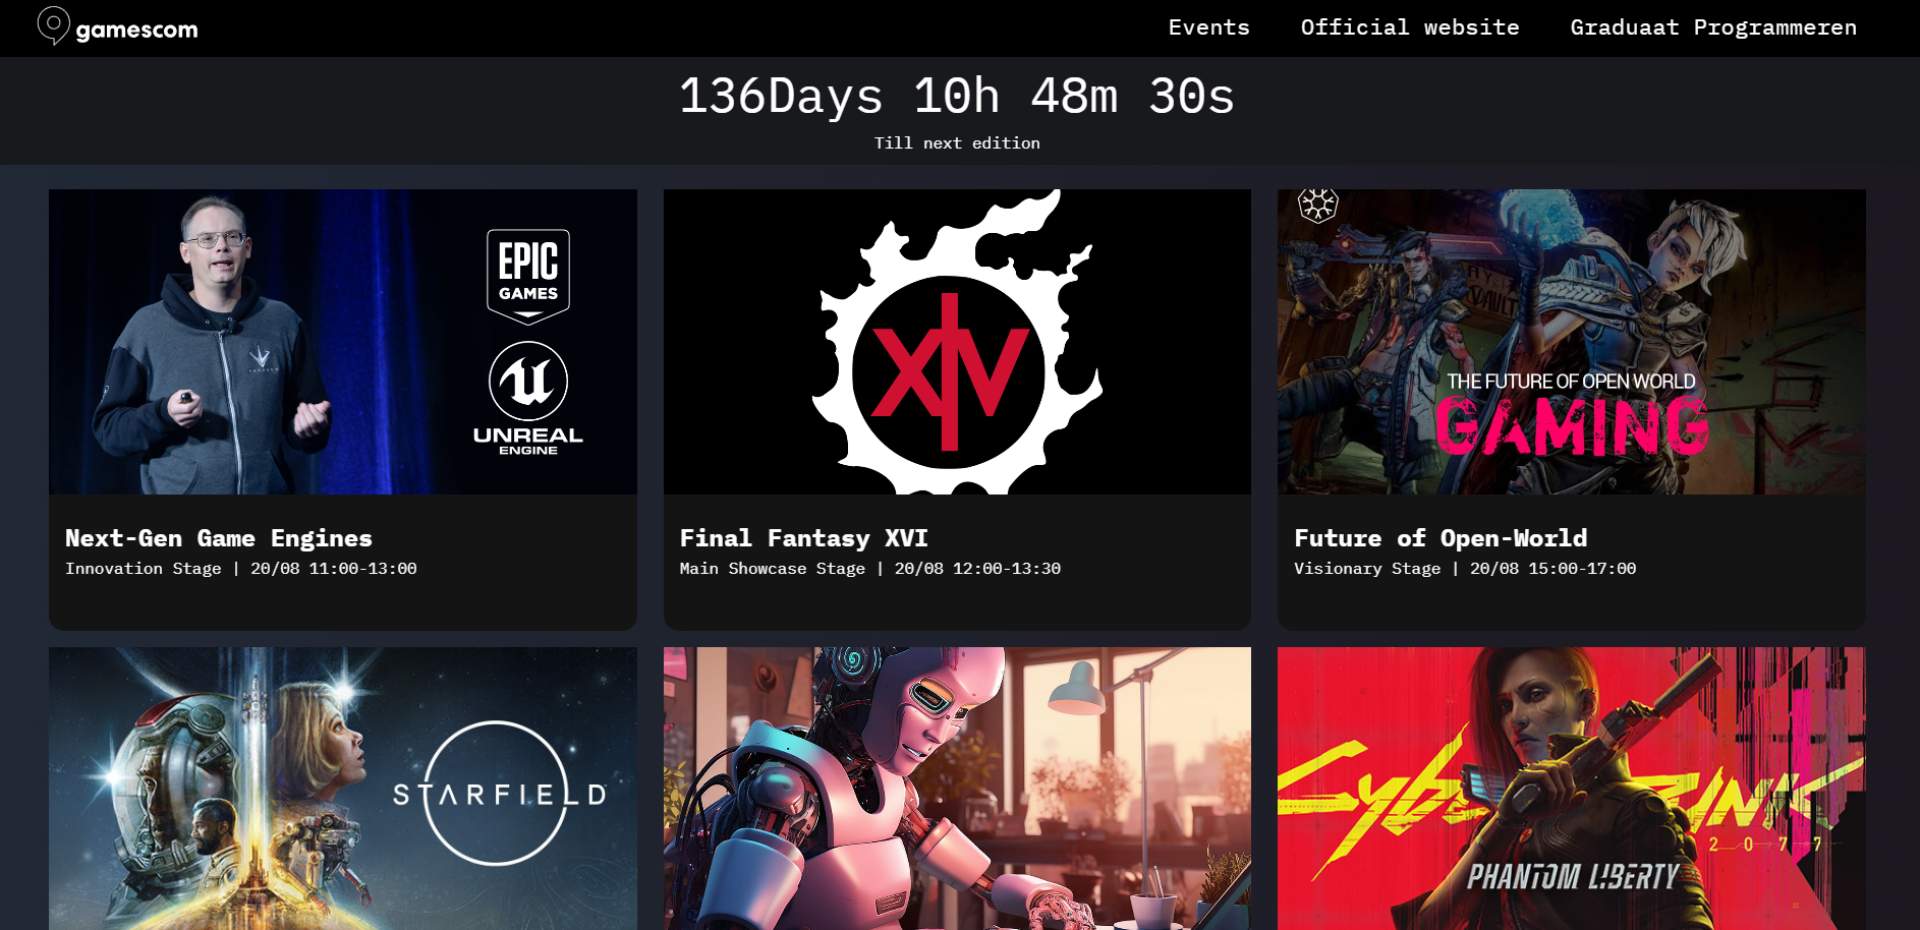 gamescom
Events
Official website
Graduaat Programmeren
136Days 10h 48m 30s
Till next edition
EPIC
GAMES
UNREAL
ENGINE
XIV
THE FUTURE OF OPEN WORLD
GAMING
Next-Gen Game Engines
Innovation Stage | 20/08 11:00-13:00
Final Fantasy XVI
Main Showcase Stage | 20/08 12:00-13:30
Future of Open-World
Visionary Stage | 20/08 15:00-17:00
STARFIELD
2077
PHANTOM LIBERTY